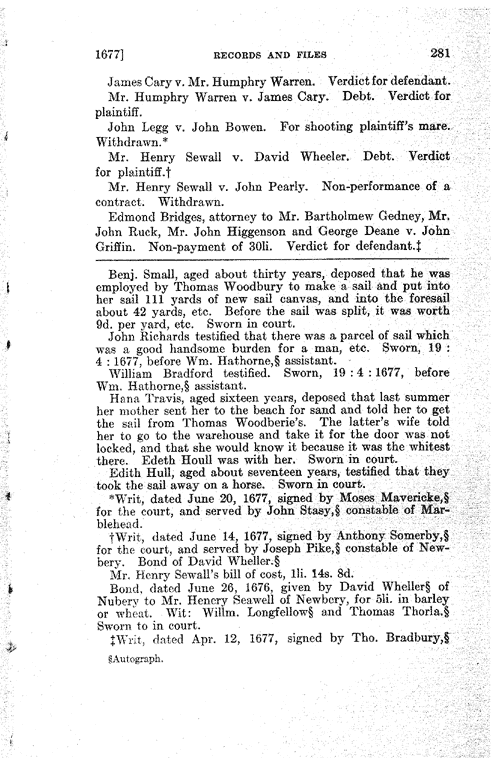 1677] RECORDS AND FILES 281
James Cary v. Mr. Humphry Warren. Verdict for defendant.
Mr. Humphry Warren v. James Cary. Debt. Verdict for
plaintiff.
John Legg v. John Bowen. For shooting plaintiff's mare.
Withdrawn.*
Mr. Henry Sewall v. David Wheeler. Debt. Verdict
for plaintiff.†
Mr. Henry Sewall v. John Pearly. Non-performance of a
contract. Withdrawn.
Edmond Bridges, attorney to Mr. Bartholmew Gedney, Mr.
John Ruck, Mr. John Higgenson and George Deane v. John
Griffin. Non-payment of 30li. Verdict for defendant.‡
Benj. Small, aged about thirty years, deposed that he was
employed by Thomas Woodbury to make a sail and put into
her sail 111 yards of new sail canvas, and into the foresail
about 42 yards, etc. Before the sail was split, it was worth
9d. per yard, etc. Sworn in court.
John Richards testified that there was a parcel of sail which
was a good handsome burden for a man, etc. Sworn, 19 :
4 : 1677, before Wm. Hathorne,§ assistant.
William Bradford testified. Sworn, 19 : 4 : 1677, before
Wm. Hathorne,§ assistant.
Hana Travis, aged sixteen years, deposed that last summer
her mother sent her to the beach for sand and told her to get
the sail from Thomas Woodberie's. The latter's wife told
her to go to the warehouse and take it for the door was not
locked, and that she would know it because it was the whitest
there. Edeth Houll was with her. Sworn in court.
Edith Hull, aged about seventeen years, testified that they
took the sail away on a horse. Sworn in court.
*Writ, dated June 20, 1677, signed by Moses Mavericke,§
for the court, and served by John Stasy,§ constable of Mar-
blehead.
†Writ, dated June 14, 1677, signed by Anthony Somerby,§
for the court, and served by Joseph Pike,§ constable of New-
bery. Bond of David Wheller.§
Mr. Henry Sewall's bill of cost, 1li. 14s. 8d.
Bond, dated June 26, 1676, given by David Wheller§ of
Nubery to Mr. Henery Seawell of Newbery, for 5li. in barley
or wheat. Wit: Willm. Longfellow§ and Thomas Thorla.§
Sworn to in court.
‡Writ, dated Apr. 12, 1677, signed by Tho. Bradbury,§
§Autograph.